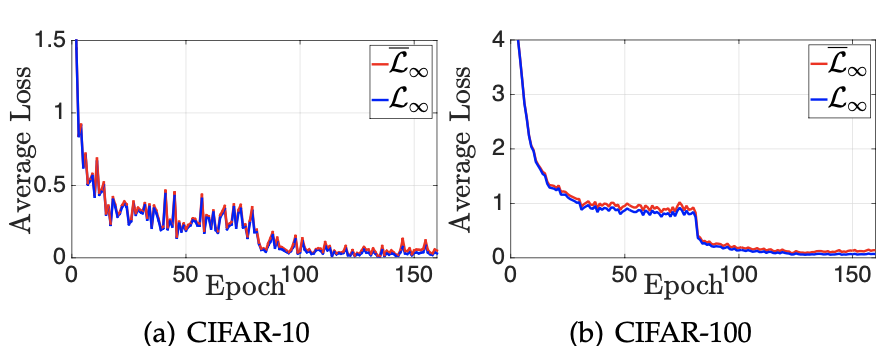 1.5
1
0.5
0
0
50
100
150
Average Loss
Epoch
ℒ̅∞
ℒ∞
(a) CIFAR-10
4
3
2
1
0
0
50
100
150
Average Loss
Epoch
ℒ̅∞
ℒ∞
(b) CIFAR-100